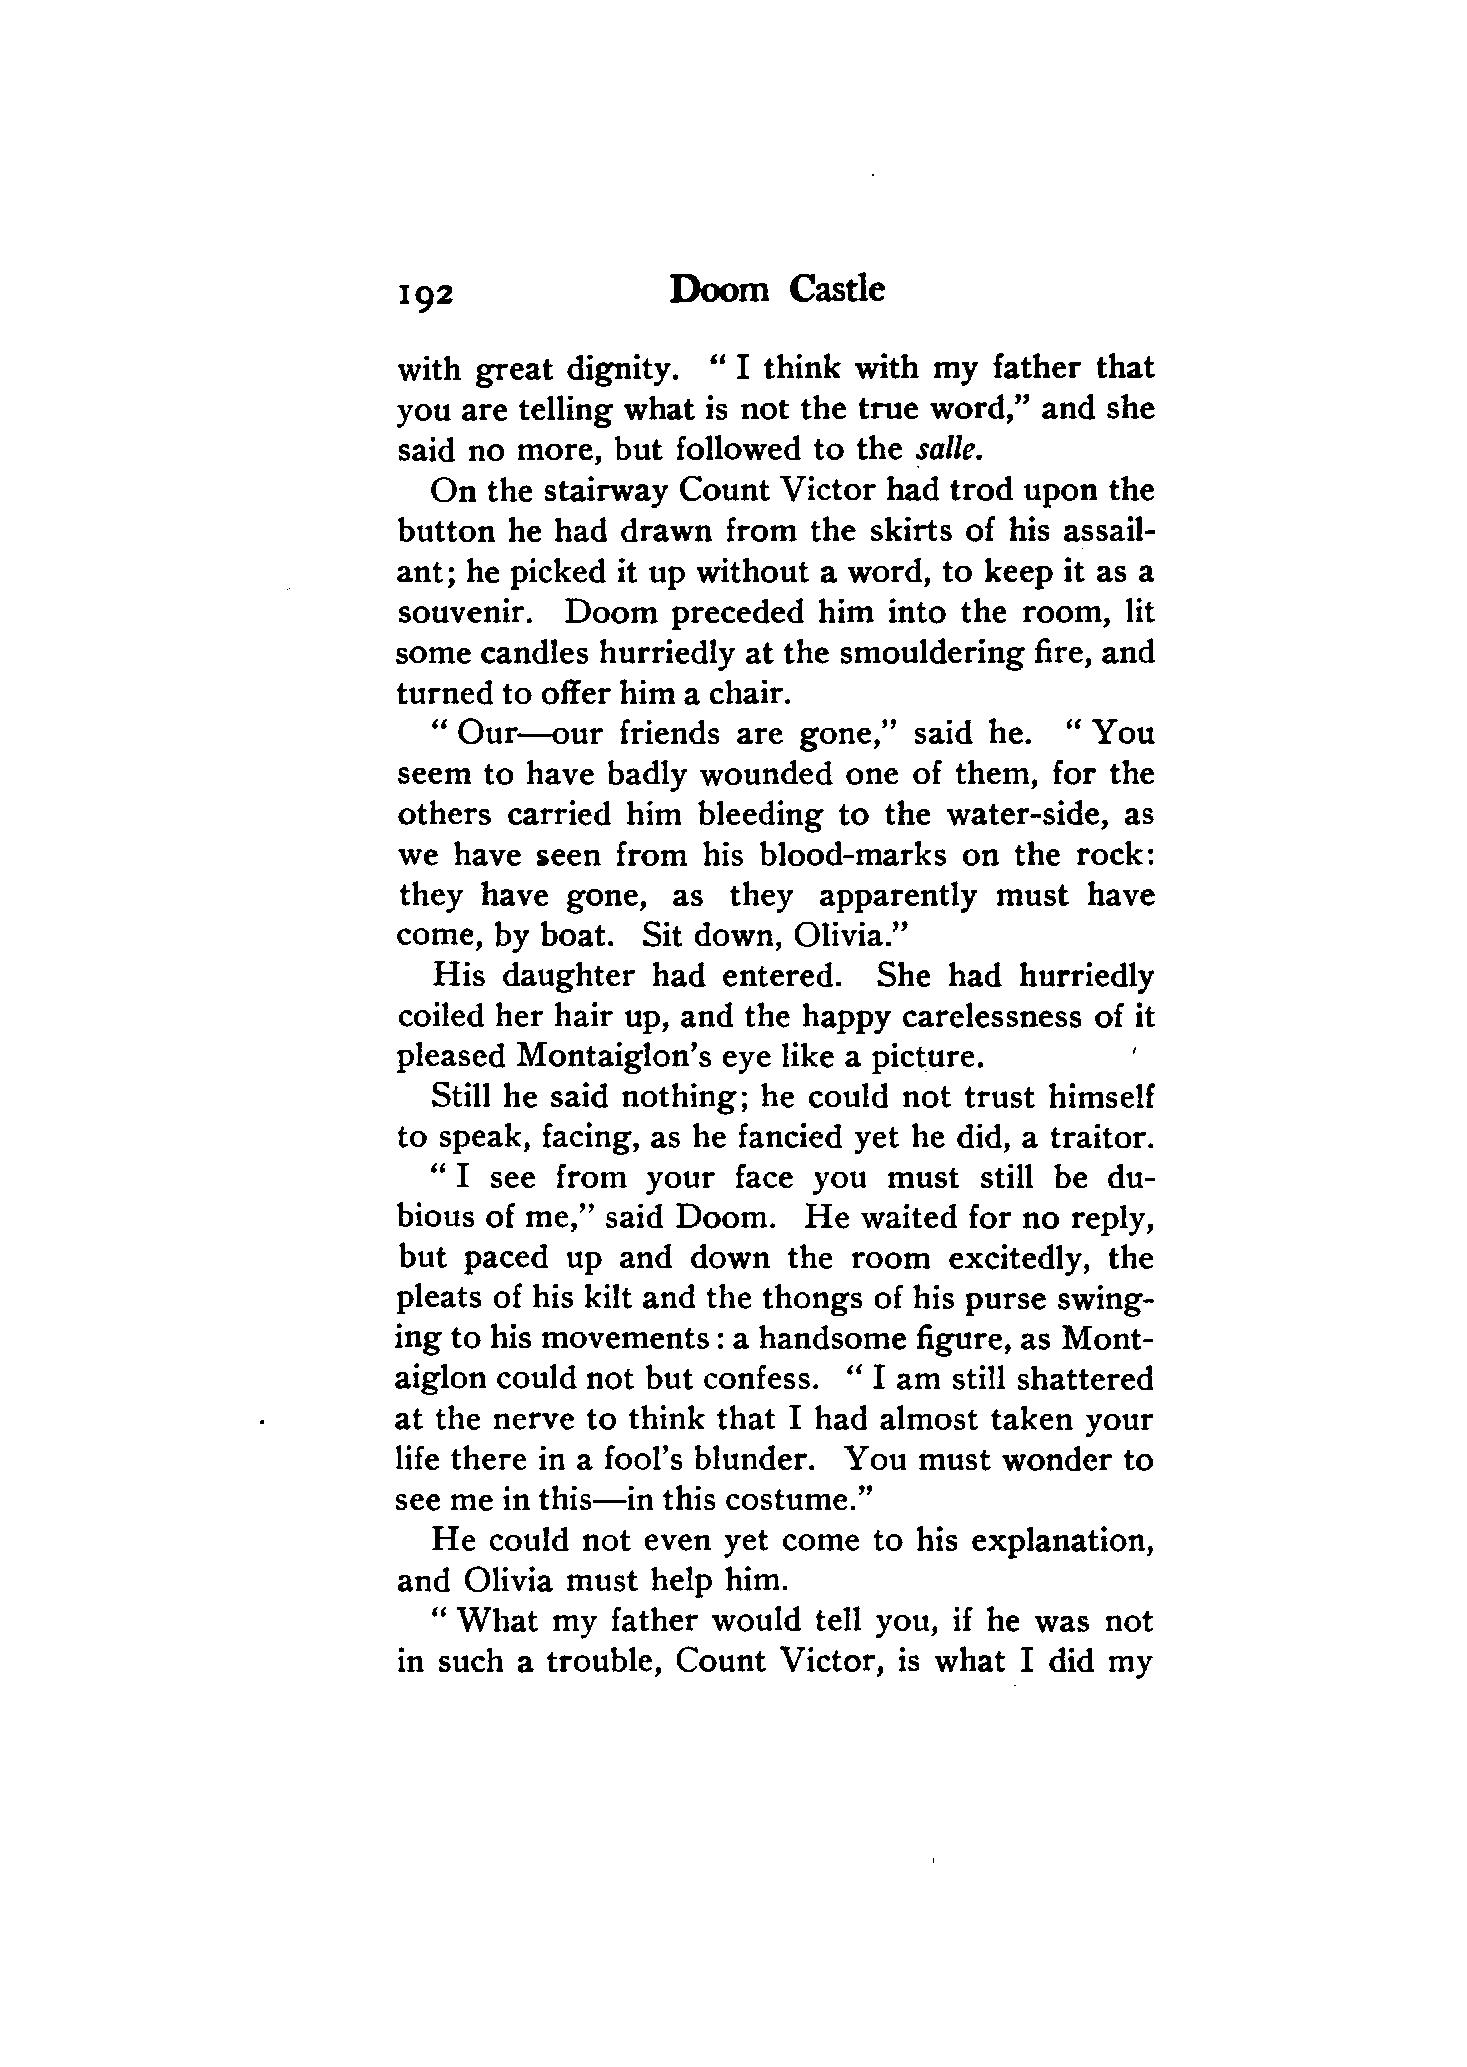 192 Doom Castle
with great dignity. “ I think with my father that
you are telling what is not the true word,” and she
said no more, but followed to the salle.
On the stairway Count Victor had trod upon the
button he had drawn from the skirts of his assail-
ant; he picked it up without a word, to keep it as a
souvenir. Doom preceded him into the room, lit
some candles hurriedly at the smouldering fire, and
turned to offer him a chair.
“ Our—our friends are gone,” said he. “ You
seem to have badly wounded one of them, for the
others carried him bleeding to the water-side, as
we have seen from his blood-marks on the rock:
they have gone, as they apparently must have
come, by boat. Sit down, Olivia.”
His daughter had entered. She had hurriedly
coiled her hair up, and the happy carelessness of it
pleased Montaiglon’s eye like a picture.
Still he said nothing; he could not trust himself
to speak, facing, as he fancied yet he did, a traitor.
“ I see from your face you must still be du-
bious of me,” said Doom. He waited for no reply,
but paced up and down the room excitedly, the
pleats of his kilt and the thongs of his purse swing-
ing to his movements : a handsome figure, as Mont-
aiglon could not but confess. “ I am still shattered
at the nerve to think that I had almost taken your
life there in a fool’s blunder. You must wonder to
see me in this—in this costume.”
He could not even yet come to his explanation,
and Olivia must help him.
“ What my father would tell you, if he was not
in such a trouble, Count Victor, is what I did my